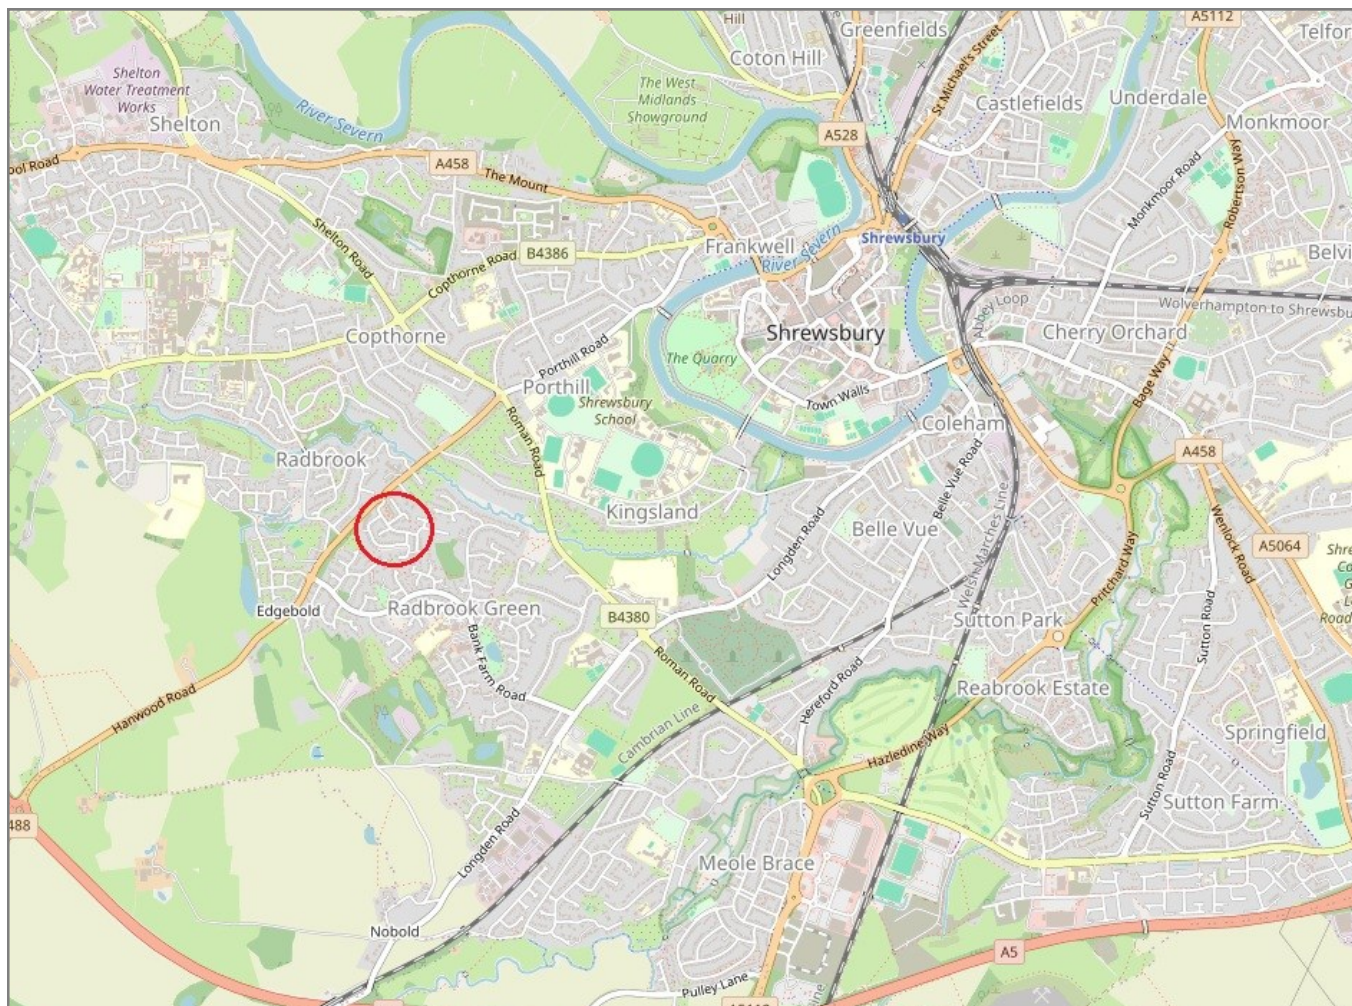 Hill
Greenfields
A5112
Telfor
Coton Hill
Shelton
Water Treatment
Works
The West
Midlands
Showground
St Michael's Street
Castlefields
Underdale
Shelton
River Severn
A528
Monkmoor
ool Road
A458
The Mount
Monkmoor Road
Robertson Way
Shelton Road
Frankwell
River Severn
Shrewsbury
Copthorne Road
B4386
Belvi
Abbey Loop
Wolverhampton to Shrewsbu
Copthorne
Porthill Road
Shrewsbury
Cherry Orchard
The Quarry
Porthill
Shrewsbury
School
Bage Way
Town Walls
Roman Road
Coleham
Radbrook
A458
Belle Vue Road
Kingsland
Longden Road
Belle Vue
Welsh Marches Line
Wenlock Road
A5064
Pritchard Way
Shre
Co
G
L
Road
Edgebold
Radbrook Green
B4380
Sutton Park
Sutton Road
Bank Farm Road
Roman Road
Hereford Road
Reabrook Estate
Hanwood Road
Cambrian Line
Hazledine Way
Springfield
488
Longden Road
Sutton Road
Sutton Farm
Meole Brace
Nobold
A5
Pulley Lane
Line
A5112